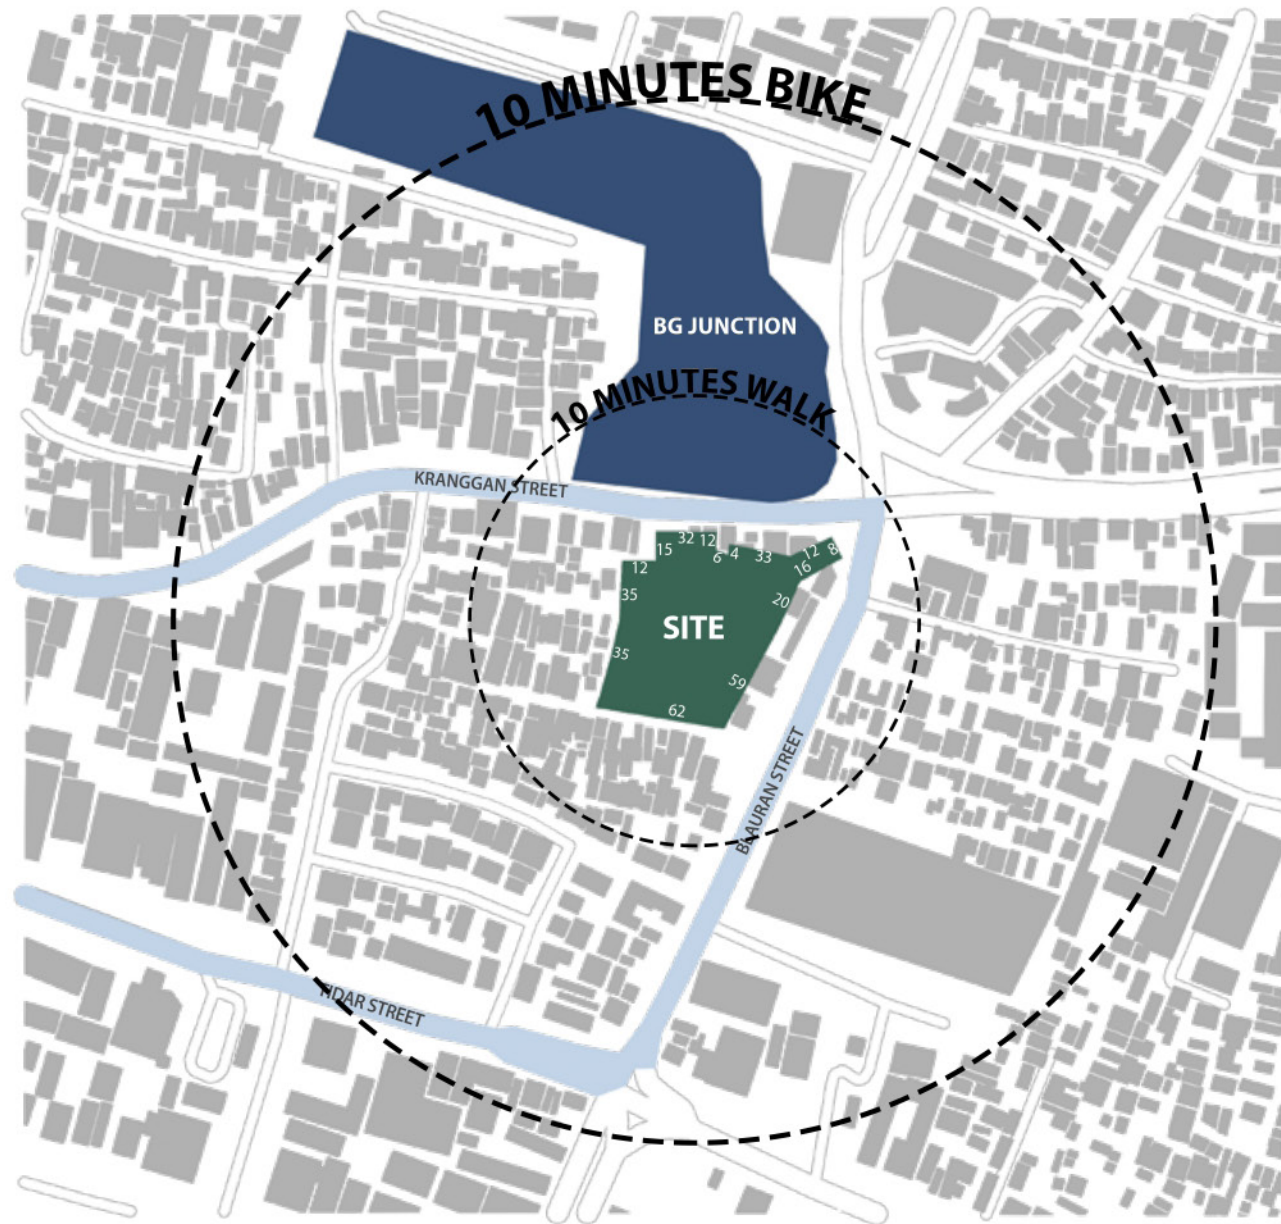 10 MINUTES BIKE
BG JUNCTION
10 MINUTES WALK
KRANGGAN STREET
32
12
15
6
4
33
12
8
12
16
35
20
SITE
35
59
62
BLAURAN STREET
TIDAR STREET